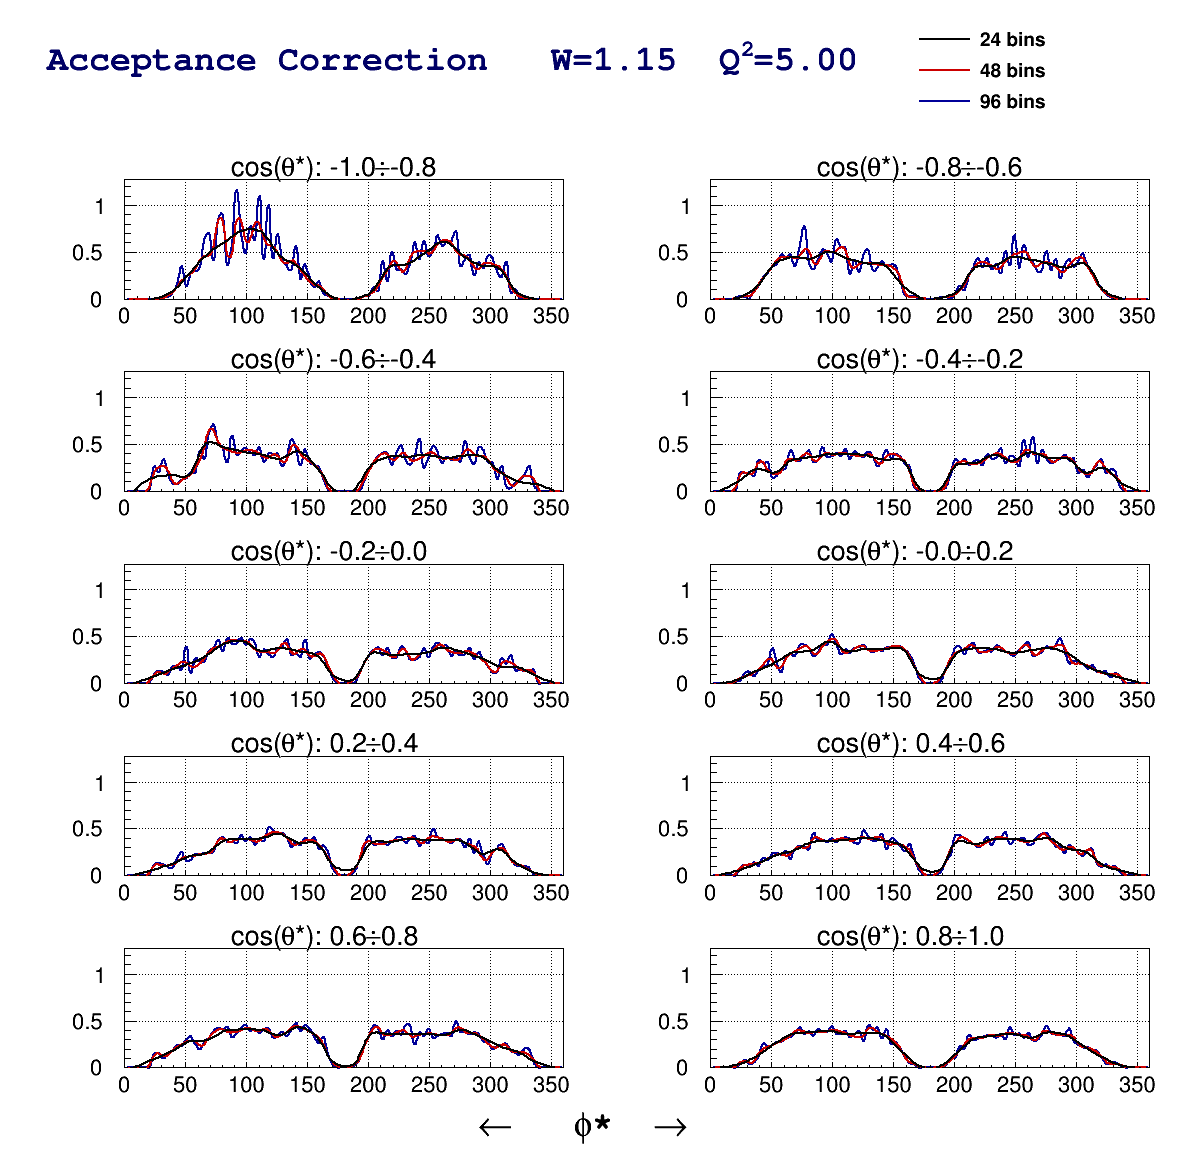 Acceptance Correction W=1.15 Q²=5.00
24 bins
48 bins
96 bins
cos(θ*): -1.0÷-0.8
1
0.5
0
0 50 100 150 200 250 300 350
cos(θ*): -0.8÷-0.6
1
0.5
0
0 50 100 150 200 250 300 350
cos(θ*): -0.6÷-0.4
1
0.5
0
0 50 100 150 200 250 300 350
cos(θ*): -0.4÷-0.2
1
0.5
0
0 50 100 150 200 250 300 350
cos(θ*): -0.2÷0.0
1
0.5
0
0 50 100 150 200 250 300 350
cos(θ*): -0.0÷0.2
1
0.5
0
0 50 100 150 200 250 300 350
cos(θ*): 0.2÷0.4
1
0.5
0
0 50 100 150 200 250 300 350
cos(θ*): 0.4÷0.6
1
0.5
0
0 50 100 150 200 250 300 350
cos(θ*): 0.6÷0.8
1
0.5
0
0 50 100 150 200 250 300 350
cos(θ*): 0.8÷1.0
1
0.5
0
0 50 100 150 200 250 300 350
← ϕ* →